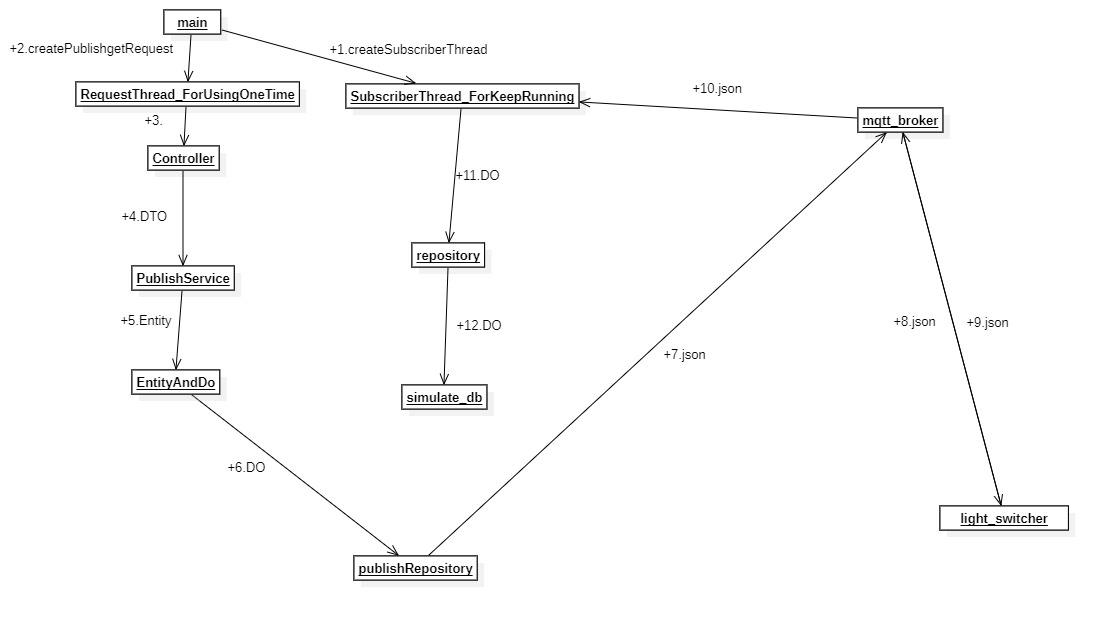 main
+2.createPublishgetRequest
+1.createSubscriberThread
RequestThread_ForUsingOneTime
SubscriberThread_ForKeepRunning
+10.json
mqtt_broker
+3.
Controller
+11.DO
+4.DTO
repository
PublishService
+5.Entity
+12.DO
+8.json
+9.json
+7.json
EntityAndDo
simulate_db
+6.DO
light_switcher
publishRepository